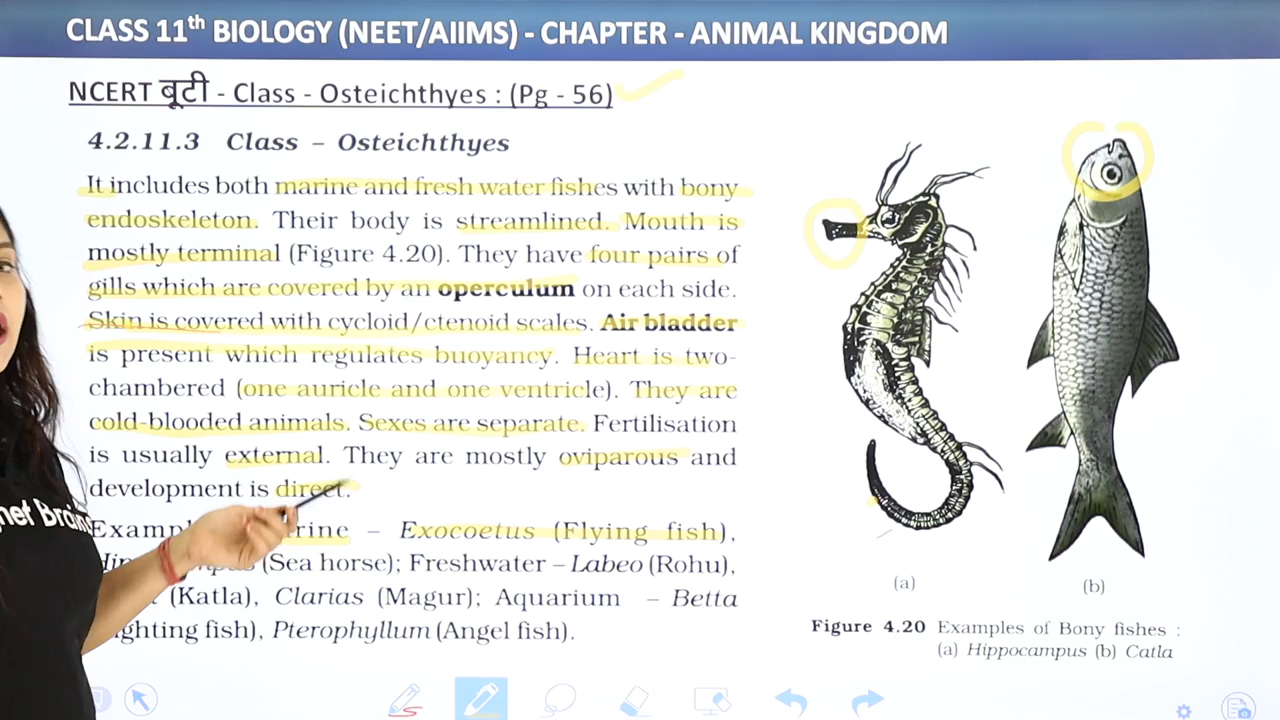 CLASS 11th BIOLOGY (NEET/AIIMS) - CHAPTER - ANIMAL KINGDOM
NCERT बूटी - Class - Osteichthyes : (Pg - 56)
4.2.11.3 Class – Osteichthyes
It includes both marine and fresh water fishes with bony
endoskeleton. Their body is streamlined. Mouth is
mostly terminal (Figure 4.20). They have four pairs of
gills which are covered by an operculum on each side.
Skin is covered with cycloid/ctenoid scales. Air bladder
is present which regulates buoyancy. Heart is two-
chambered (one auricle and one ventricle). They are
cold-blooded animals. Sexes are separate. Fertilisation
is usually external. They are mostly oviparous and
development is direct.
– Exocoetus (Flying fish),
(Sea horse); Freshwater – Labeo (Rohu),
(Katla), Clarias (Magur); Aquarium – Betta
fish), Pterophyllum (Angel fish).
(a)
(b)
Figure 4.20 Examples of Bony fishes :
(a) Hippocampus (b) Catla